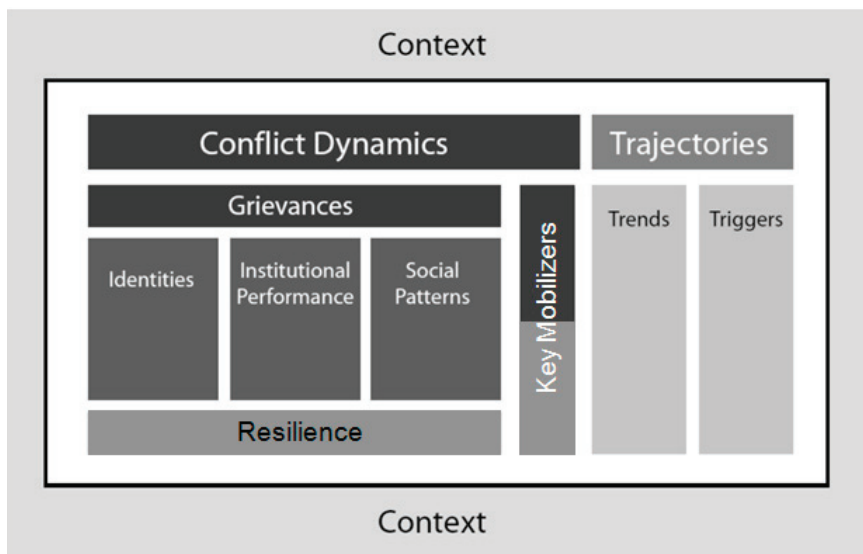 Context
Conflict Dynamics
Trajectories
Grievances
Key Mobilizers
Trends
Triggers
Identities
Institutional
Performance
Social
Patterns
Resilience
Context